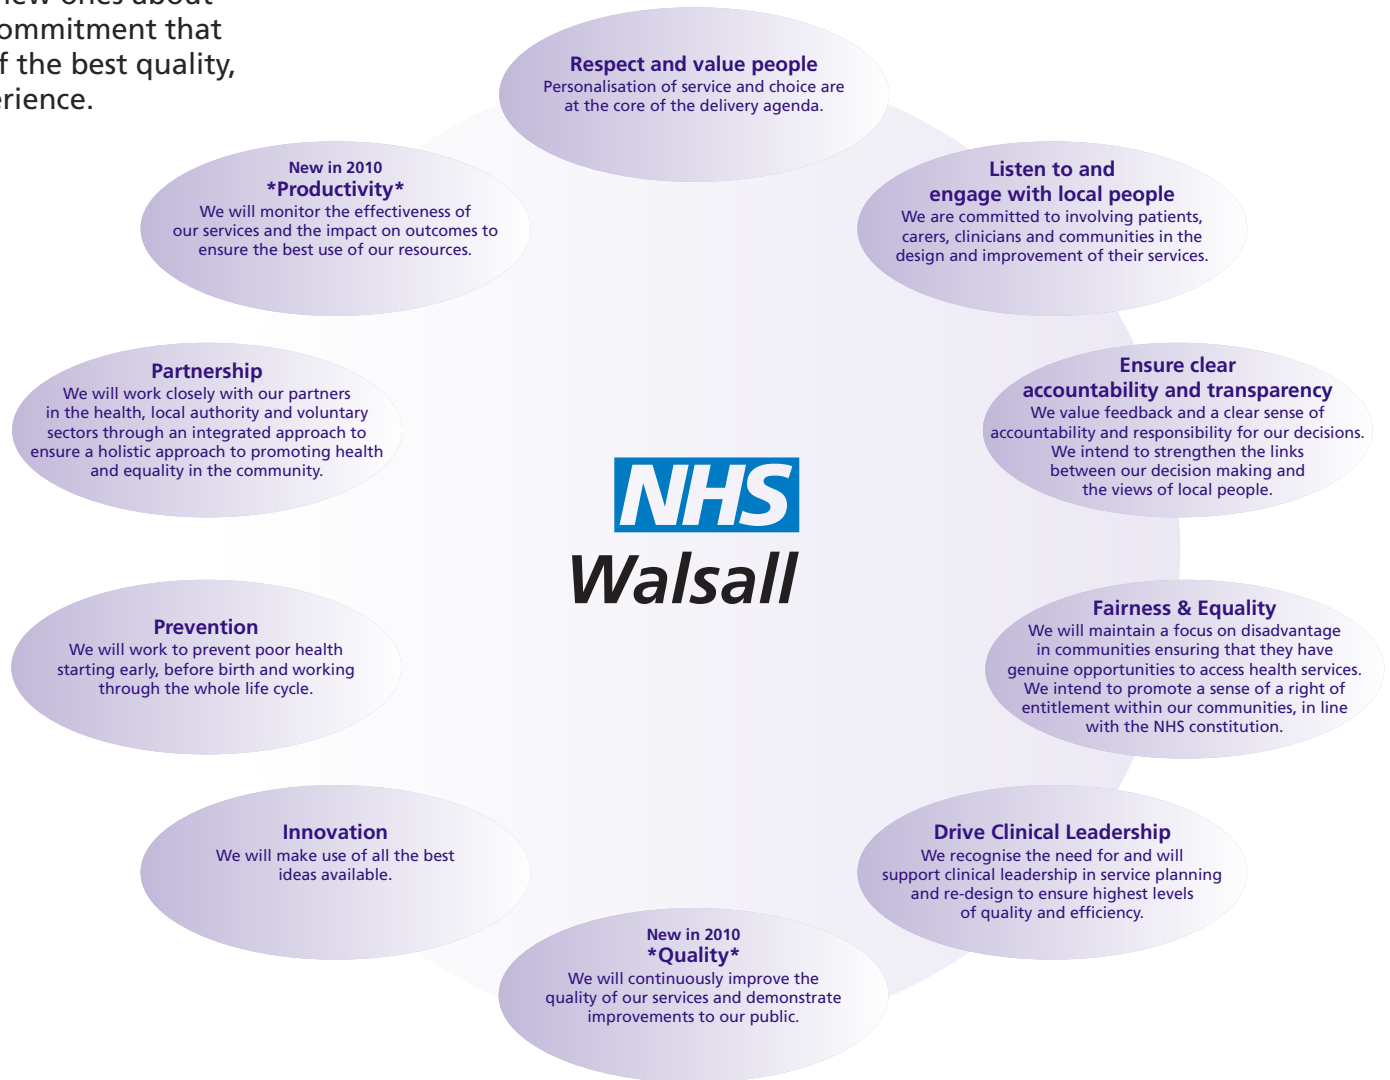 new ones about
ommitment that
f the best quality,
erience.
Respect and value people
Personalisation of service and choice are
at the core of the delivery agenda.
New in 2010
*Productivity*
We will monitor the effectiveness of
our services and the impact on outcomes to
ensure the best use of our resources.
Listen to and
engage with local people
We are committed to involving patients,
carers, clinicians and communities in the
design and improvement of their services.
Partnership
We will work closely with our partners
in the health, local authority and voluntary
sectors through an integrated approach to
ensure a holistic approach to promoting health
and equality in the community.
Ensure clear
accountability and transparency
We value feedback and a clear sense of
accountability and responsibility for our decisions.
We intend to strengthen the links
between our decision making and
the views of local people.
NHS
Walsall
Prevention
We will work to prevent poor health
starting early, before birth and working
through the whole life cycle.
Fairness & Equality
We will maintain a focus on disadvantage
in communities ensuring that they have
genuine opportunities to access health services.
We intend to promote a sense of a right of
entitlement within our communities, in line
with the NHS constitution.
Innovation
We will make use of all the best
ideas available.
Drive Clinical Leadership
We recognise the need for and will
support clinical leadership in service planning
and re-design to ensure highest levels
of quality and efficiency.
New in 2010
*Quality*
We will continuously improve the
quality of our services and demonstrate
improvements to our public.